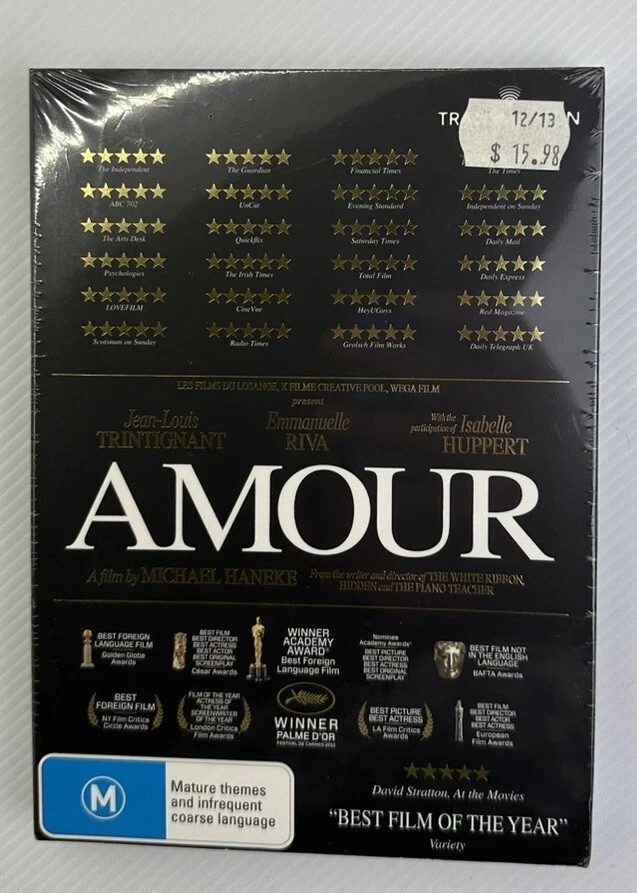 TR
N
12/13
$ 15.98
The Independent The Guardian Financial Times The Times
ABC 702 UnCut Evening Standard Independent on Sunday
The Arts Desk Quickflix Saturday Times Daily Mail
Psychologies The Irish Times Total Film Daily Express
LOVEFILM CineVue HeyUGuys Red Magazine
Scotsman on Sunday Radio Times Grolsch Film Works Daily Telegraph UK
LES FILMS DU LOSANGE, X FILME CREATIVE POOL, WEGA FILM
present
Jean-Louis
TRINTIGNANT
Emmanuelle
RIVA
With the
participation of Isabelle
HUPPERT
AMOUR
A film by MICHAEL HANEKE
From the writer and director of THE WHITE RIBBON,
HIDDEN and THE PIANO TEACHER
BEST FOREIGN
LANGUAGE FILM
Golden Globe
Awards
BEST FILM
BEST DIRECTOR
BEST ACTRESS
BEST ACTOR
BEST ORIGINAL
SCREENPLAY
César Awards
WINNER
ACADEMY
AWARD®
Best Foreign
Language Film
Nominee
Academy Awards®
BEST PICTURE
BEST DIRECTOR
BEST ACTRESS
BEST ORIGINAL
SCREENPLAY
BEST FILM NOT
IN THE ENGLISH
LANGUAGE
BAFTA Awards
BEST
FOREIGN FILM
NY Film Critics
Circle Awards
FILM OF THE YEAR
ACTRESS OF
THE YEAR
SCREENWRITER
OF THE YEAR
London Critics
Film Awards
WINNER
PALME D'OR
FESTIVAL DE CANNES 2012
BEST PICTURE
BEST ACTRESS
LA Film Critics
Awards
BEST FILM
BEST DIRECTOR
BEST ACTOR
BEST ACTRESS
European
Film Awards
M
Mature themes
and infrequent
coarse language
David Stratton, At the Movies
“BEST FILM OF THE YEAR”
Variety